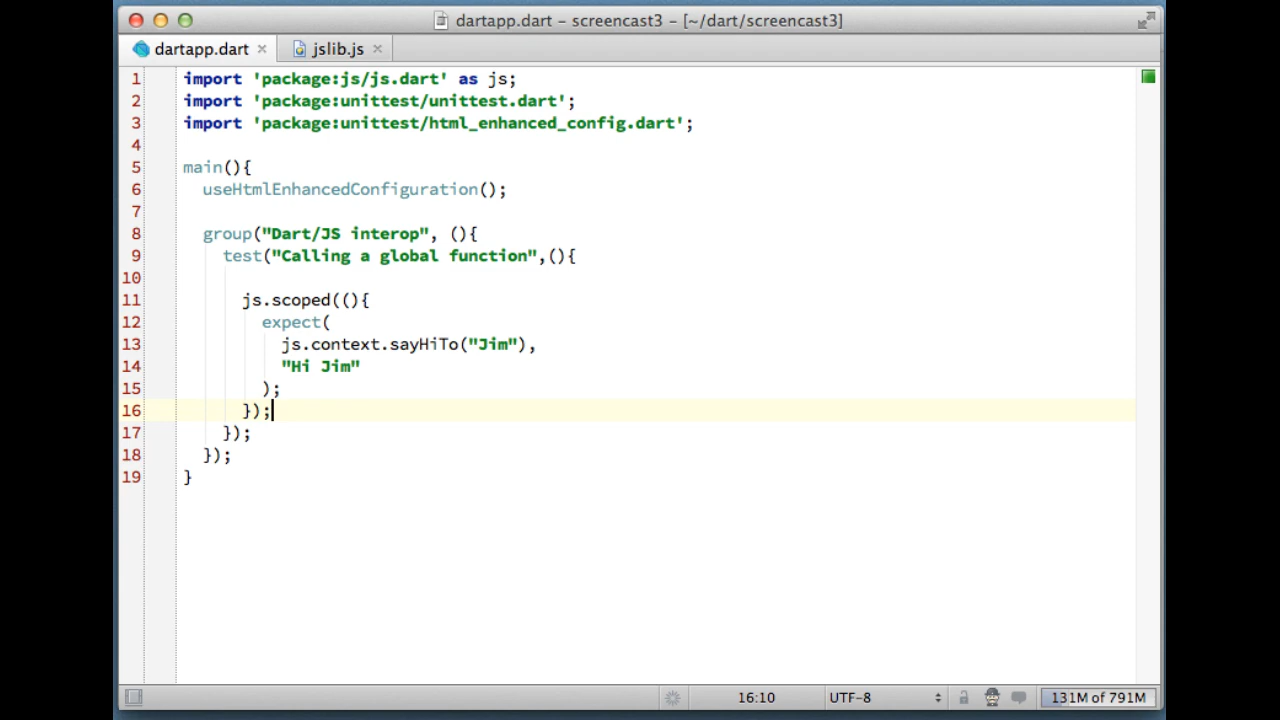 dartapp.dart – screencast3 – [~/dart/screencast3]
dartapp.dart jslib.js
1 import 'package:js/js.dart' as js;
2 import 'package:unittest/unittest.dart';
3 import 'package:unittest/html_enhanced_config.dart';
4
5 main(){
6 useHtmlEnhancedConfiguration();
7
8 group("Dart/JS interop", (){
9 test("Calling a global function",(){
10
11 js.scoped((){
12 expect(
13 js.context.sayHiTo("Jim"),
14 "Hi Jim"
15 );
16 });
17 });
18 });
19 }
16:10 UTF-8 131M of 791M